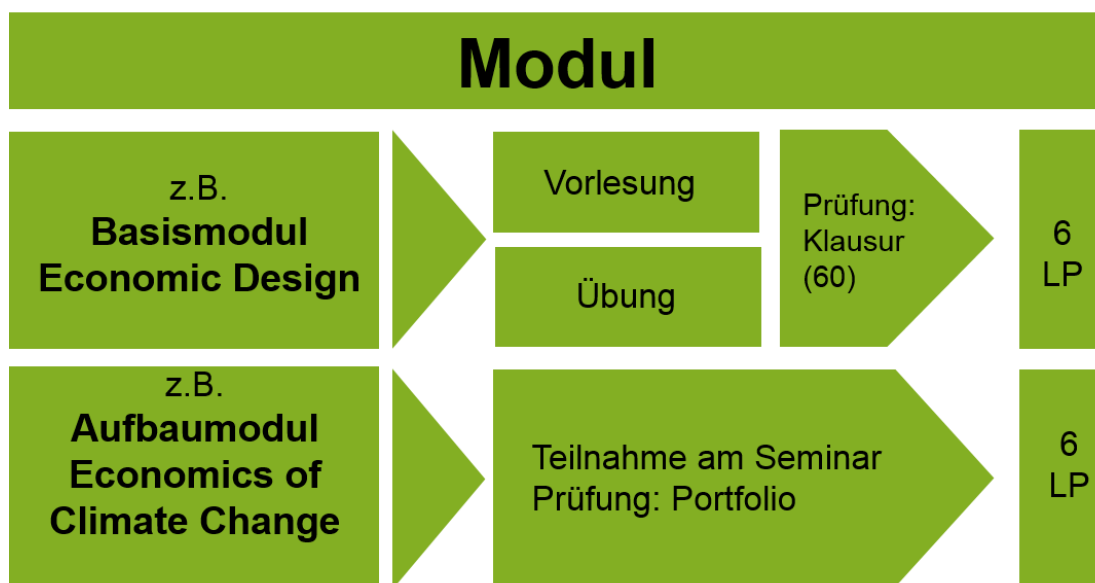 Modul
z.B.
Basismodul
Economic Design
Vorlesung
Übung
Prüfung:
Klausur
(60)
6
LP
z.B.
Aufbaumodul
Economics of
Climate Change
Teilnahme am Seminar
Prüfung: Portfolio
6
LP